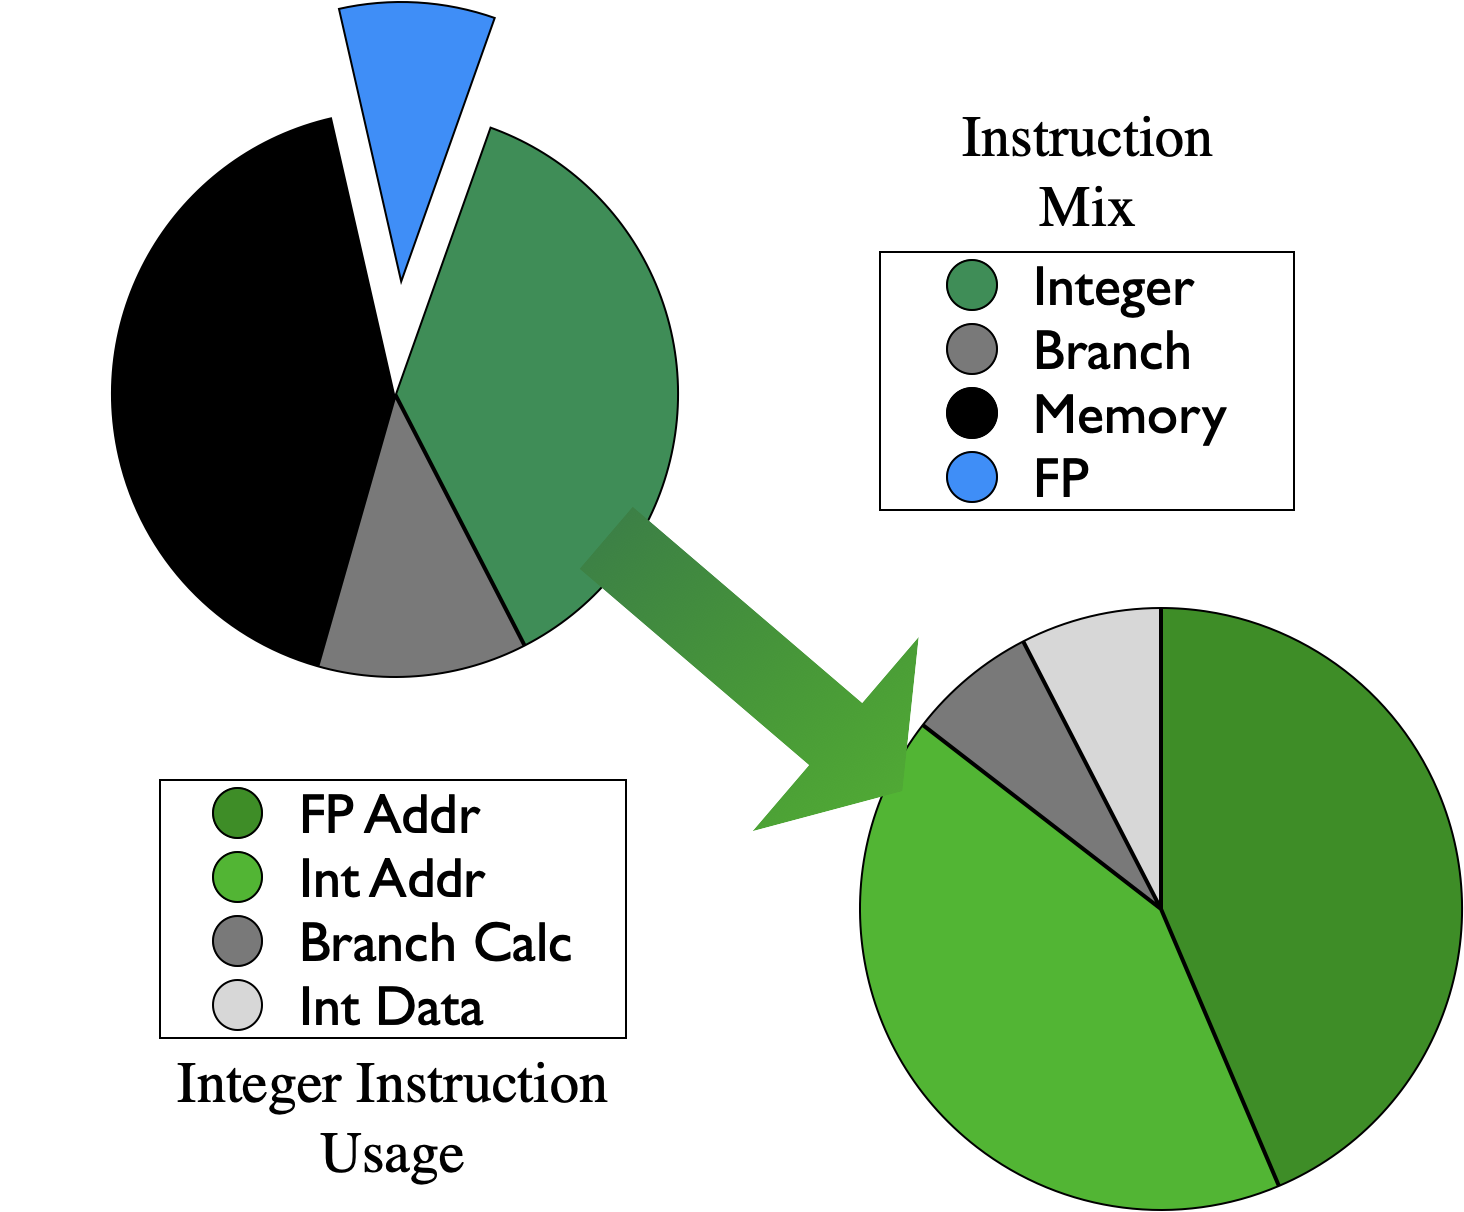 Instruction
Mix
Integer
Branch
Memory
FP
FP Addr
Int Addr
Branch Calc
Int Data
Integer Instruction
Usage